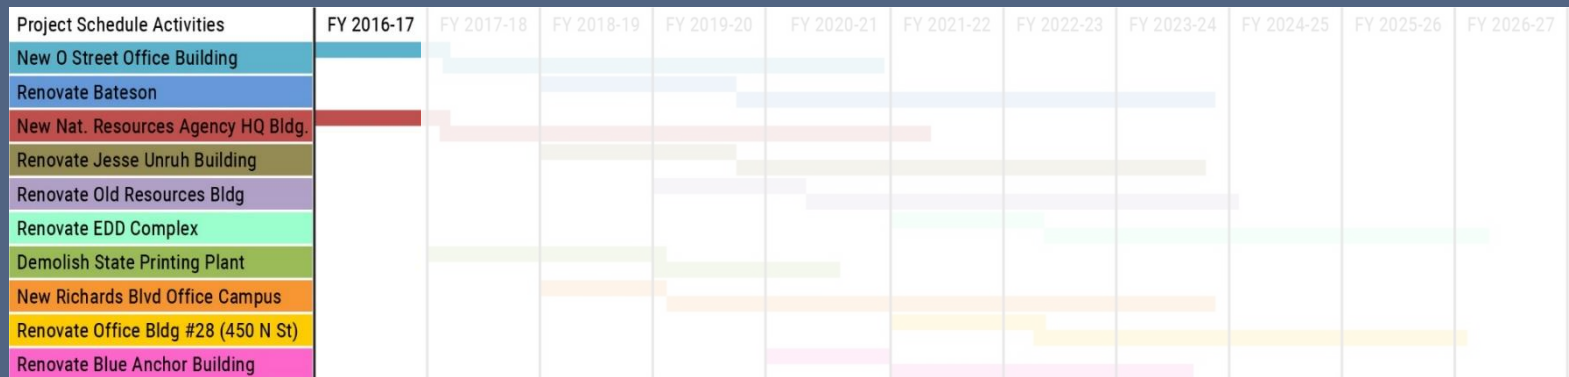 Project Schedule Activities FY 2016-17 FY 2017-18 FY 2018-19 FY 2019-20 FY 2020-21 FY 2021-22 FY 2022-23 FY 2023-24 FY 2024-25 FY 2025-26 FY 2026-27
New O Street Office Building
Renovate Bateson
New Nat. Resources Agency HQ Bldg.
Renovate Jesse Unruh Building
Renovate Old Resources Bldg
Renovate EDD Complex
Demolish State Printing Plant
New Richards Blvd Office Campus
Renovate Office Bldg #28 (450 N St)
Renovate Blue Anchor Building